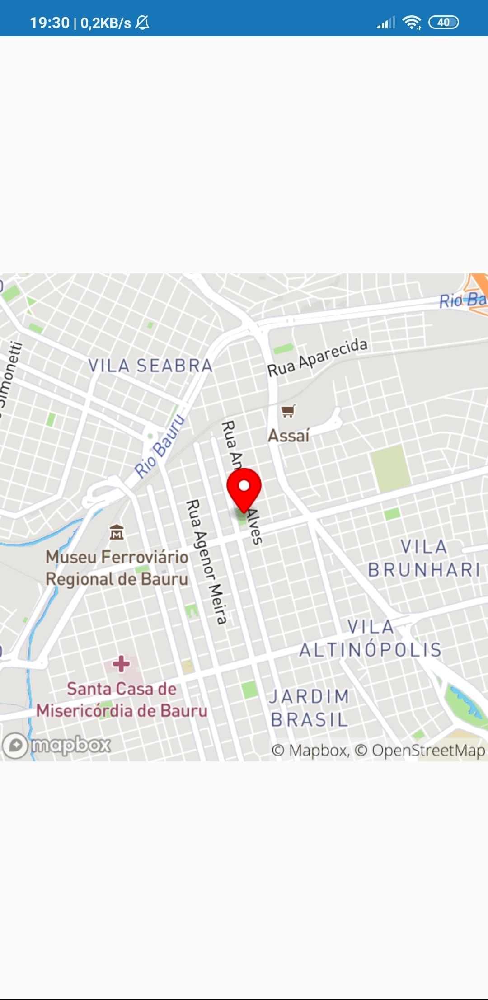 19:30 | 0,2KB/s
40
Rio Ba
Simonetti
Rua Aparecida
VILA SEABRA
Assaí
Rio Bauru
Rua An
Alves
Rua Agenor Meira
Museu Ferroviário
Regional de Bauru
VILA
BRUNHARI
VILA
ALTINÓPOLIS
Santa Casa de
Misericórdia de Bauru
JARDIM
BRASIL
mapbox
© Mapbox, © OpenStreetMap